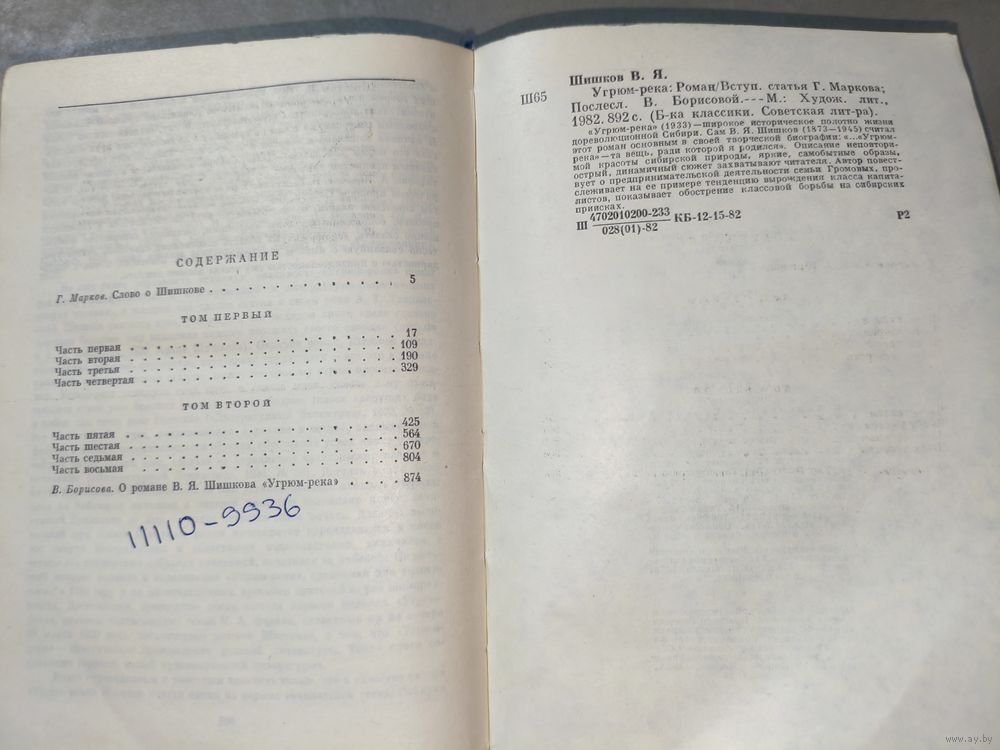 СОДЕРЖАНИЕ
Г. Марков. Слово о Шишкове . . . . . . . . . . . . . . 5
ТОМ ПЕРВЫЙ
Часть первая . . . . . . . . . . . . . . . . . 17
Часть вторая . . . . . . . . . . . . . . . . . 109
Часть третья . . . . . . . . . . . . . . . . . 190
Часть четвертая . . . . . . . . . . . . . . . . 329
ТОМ ВТОРОЙ
Часть пятая . . . . . . . . . . . . . . . . . 425
Часть шестая . . . . . . . . . . . . . . . . . 564
Часть седьмая . . . . . . . . . . . . . . . . . 670
Часть восьмая . . . . . . . . . . . . . . . . . 804
В. Борисова. О романе В. Я. Шишкова «Угрюм-река» . . . . . 874
11110-9936
Шишков В. Я.
Ш65 Угрюм-река: Роман/Вступ. статья Г. Маркова;
Послесл. В. Борисовой.--- М.: Худож. лит.,
1982. 892 с. (Б-ка классики. Советская лит-ра).
«Угрюм-река» (1933) — широкое историческое полотно жизни
дореволюционной Сибири. Сам В. Я. Шишков (1873—1945) считал
этот роман основным в своей творческой биографии: «...«Угрюм-
река» — та вещь, ради которой я родился». Описание неповтори-
мой красоты сибирской природы, яркие, самобытные образы,
острый, динамичный сюжет захватывают читателя. Автор повест-
вует о предпринимательской деятельности семьи Громовых, про-
слеживает на ее примере тенденцию вырождения класса капита-
листов, показывает обострение классовой борьбы на сибирских
приисках.
Ш 4702010200-233 КБ-12-15-82 Р2
028(01)-82
www.ay.by